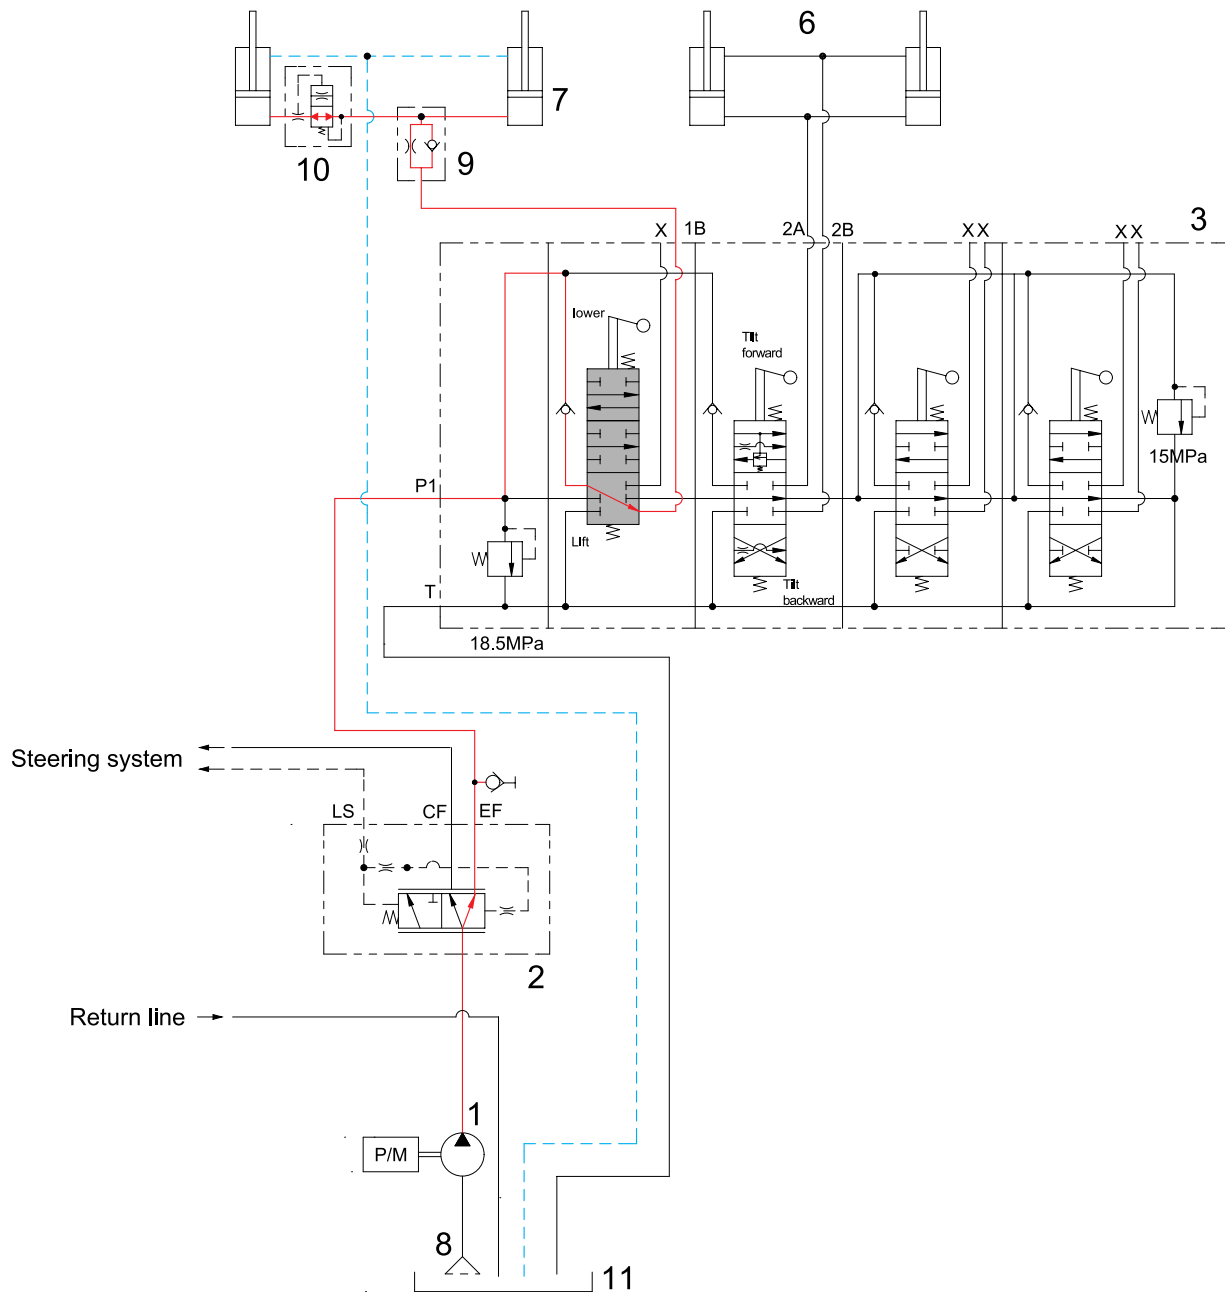 6
7
10
9
3
X
1B
2A
2B
X X
X X
lower
Tilt
forward
15MPa
P1
Lift
Tilt
backward
T
18.5MPa
Steering system
LS
CF
EF
2
Return line
1
P/M
8
11